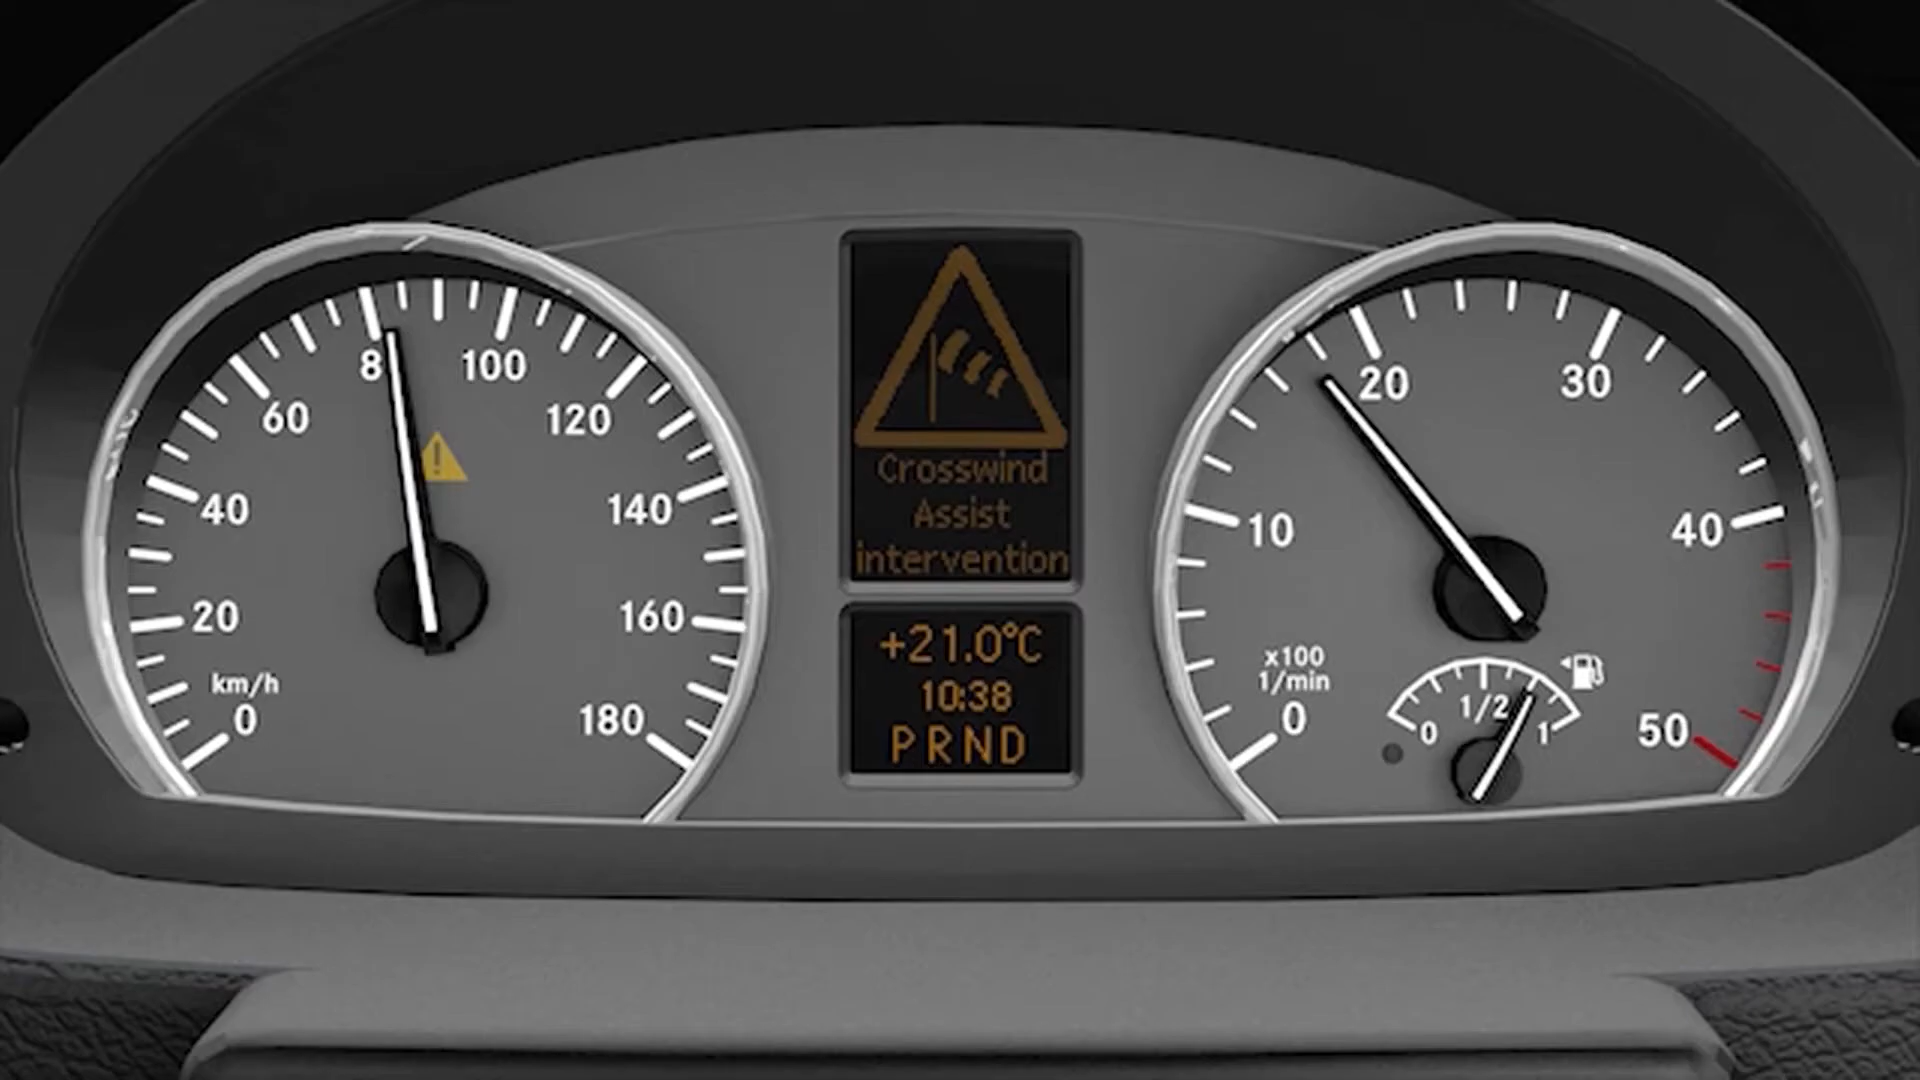 8
100
60
120
40
140
20
160
km/h
0
180
Crosswind
Assist
intervention
+21.0°C
10:38
PRND
20
30
10
40
x100
1/min
0
50
0
1/2
1